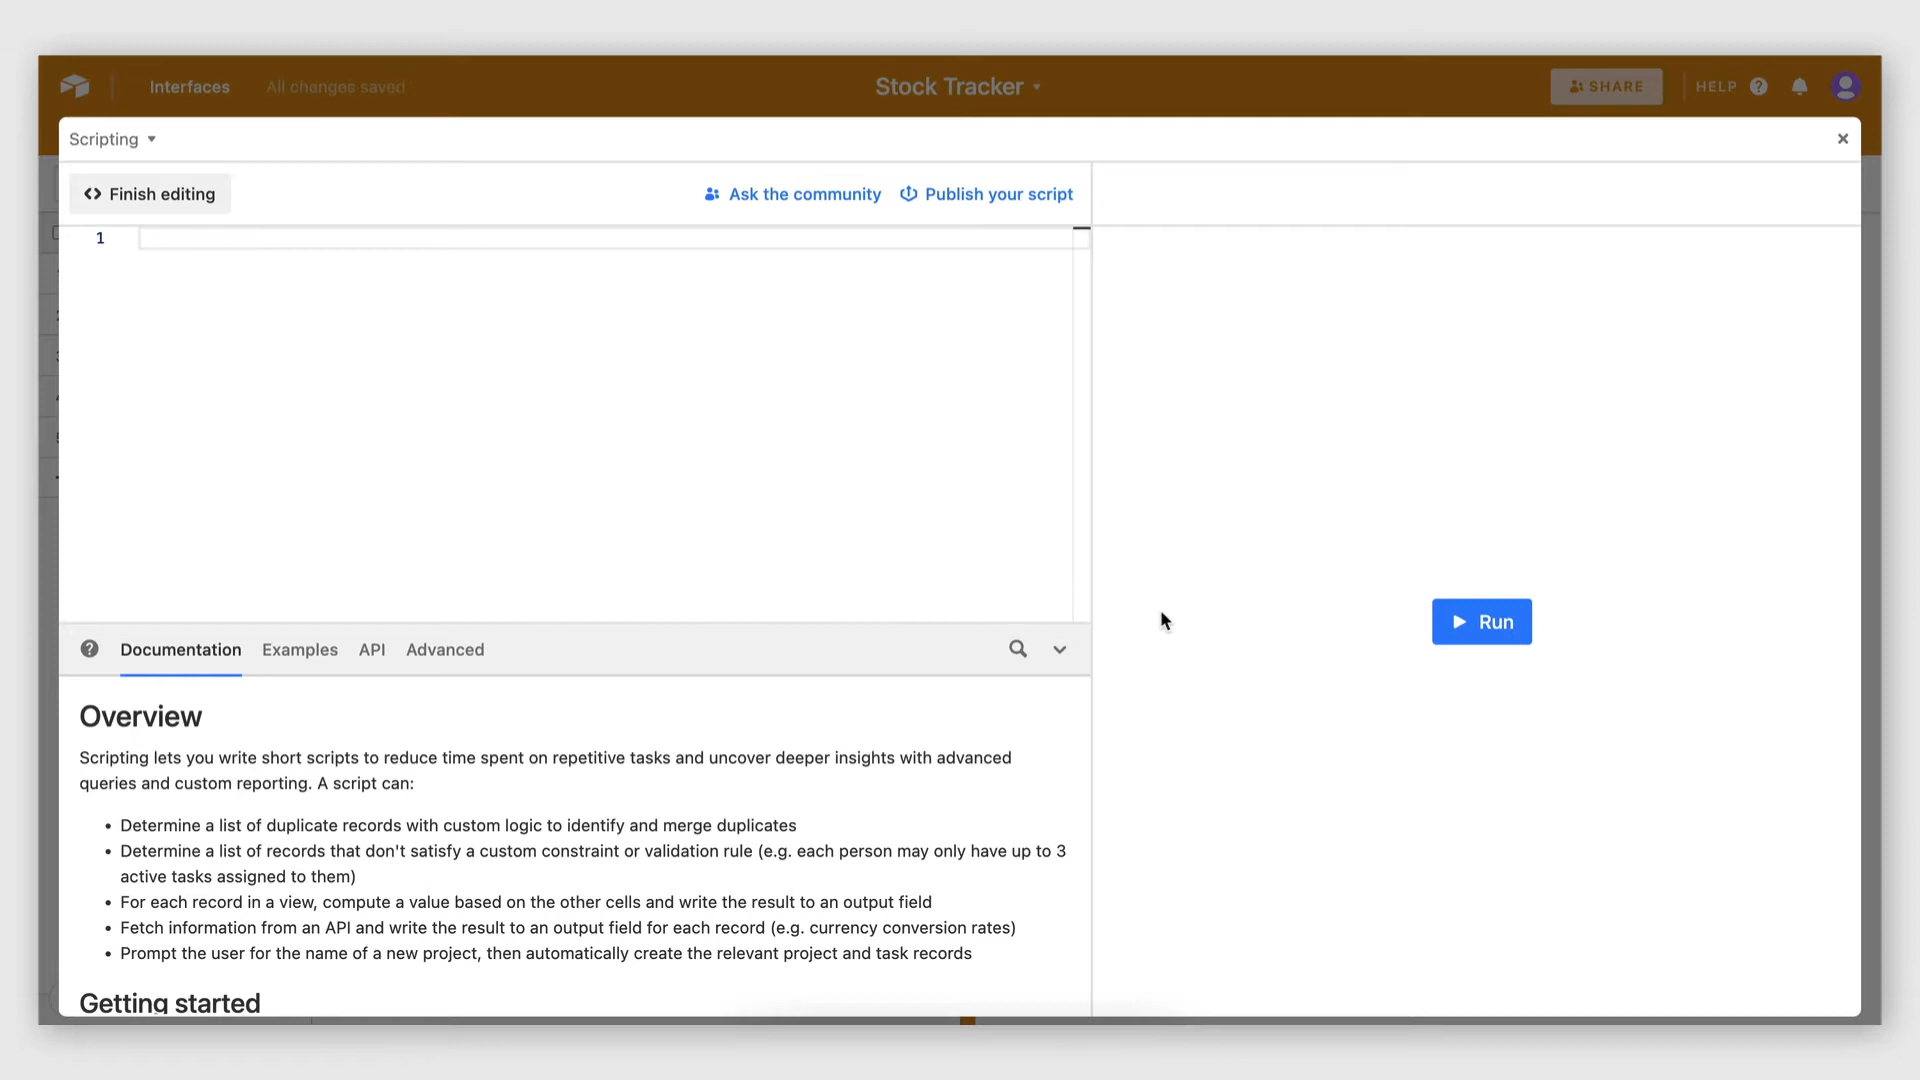 Interfaces
All changes saved
Stock Tracker
SHARE
HELP
Scripting
Finish editing
Ask the community
Publish your script
1
Run
Documentation
Examples
API
Advanced
Overview
Scripting lets you write short scripts to reduce time spent on repetitive tasks and uncover deeper insights with advanced
queries and custom reporting. A script can:
• Determine a list of duplicate records with custom logic to identify and merge duplicates
• Determine a list of records that don't satisfy a custom constraint or validation rule (e.g. each person may only have up to 3
active tasks assigned to them)
• For each record in a view, compute a value based on the other cells and write the result to an output field
• Fetch information from an API and write the result to an output field for each record (e.g. currency conversion rates)
• Prompt the user for the name of a new project, then automatically create the relevant project and task records
Getting started